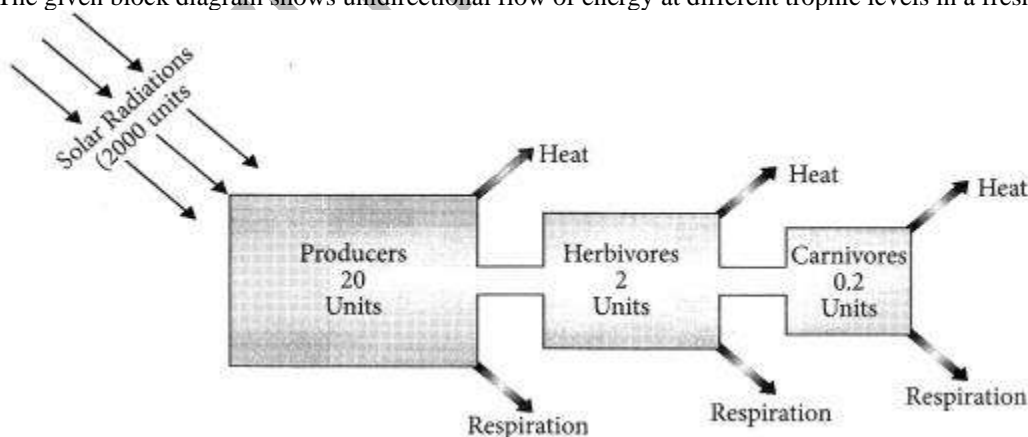 The given block diagram shows unidirectional flow of energy at different trophic levels in a
Solar Radiations
(2000 units
Heat
Heat
Heat
Producers
20
Units
Herbivores
2
Units
Carnivores
0.2
Units
Respiration
Respiration
Respiration